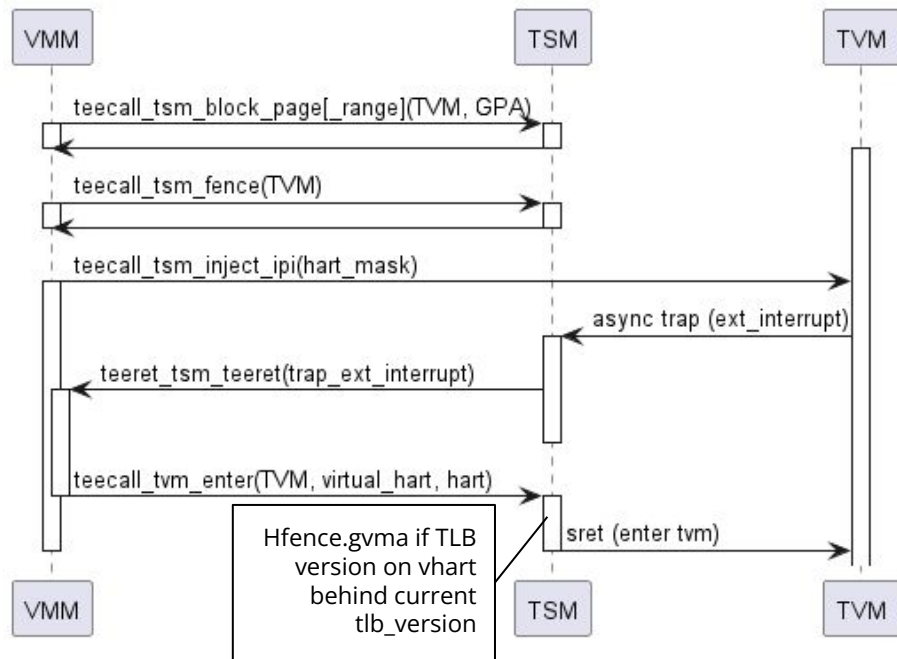 VMM TSM TVM
teecall_tsm_block_page[_range](TVM, GPA)
teecall_tsm_fence(TVM)
teecall_tsm_inject_ipi(hart_mask)
async trap (ext_interrupt)
teeret_tsm_teeret(trap_ext_interrupt)
teecall_tvm_enter(TVM, virtual_hart, hart)
Hfence.gvma if TLB
version on vhart
behind current
tlb_version
sret (enter tvm)
VMM TSM TVM